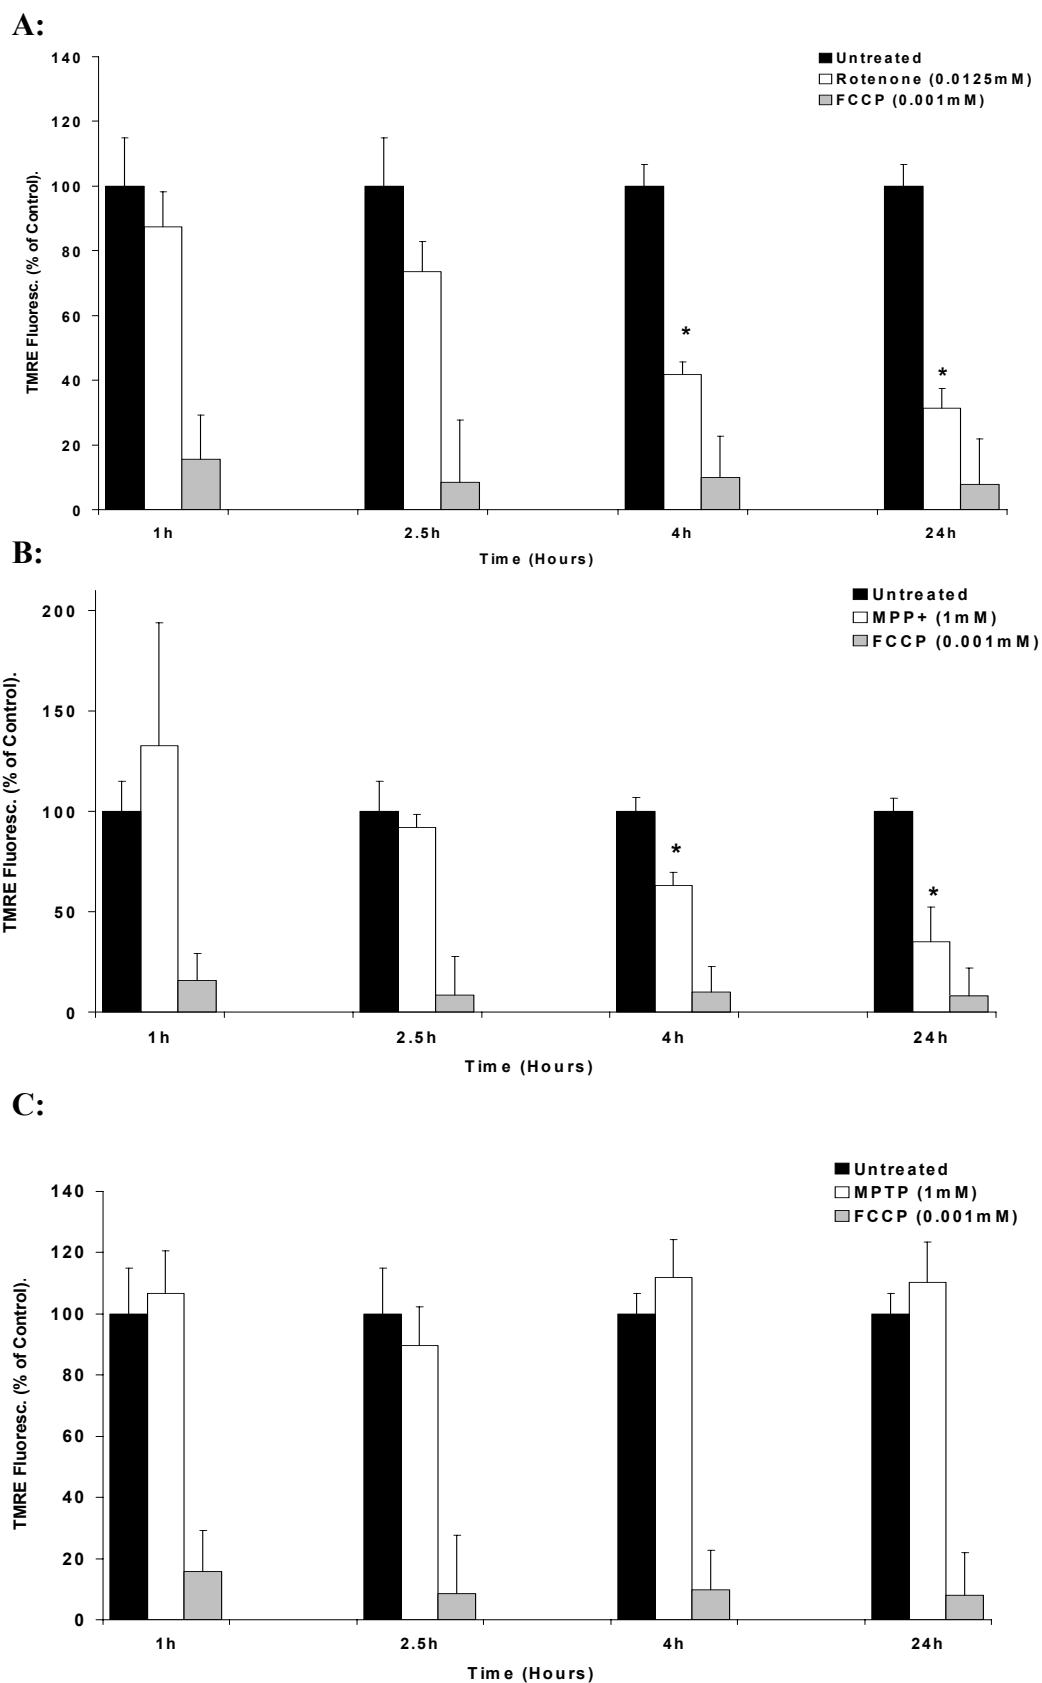 A:
Untreated
Rotenone (0.0125mM)
FCCP (0.001mM)
TMRE Fluoresc. (% of Control).
140
120
100
80
60
40
20
0
*
*
1h 2.5h 4h 24h
Time (Hours)
B:
Untreated
MPP+ (1mM)
FCCP (0.001mM)
TMRE Fluoresc. (% of Control).
200
150
100
50
0
*
*
1h 2.5h 4h 24h
Time (Hours)
C:
Untreated
MPTP (1mM)
FCCP (0.001mM)
TMRE Fluoresc. (% of Control).
140
120
100
80
60
40
20
0
1h 2.5h 4h 24h
Time (Hours)